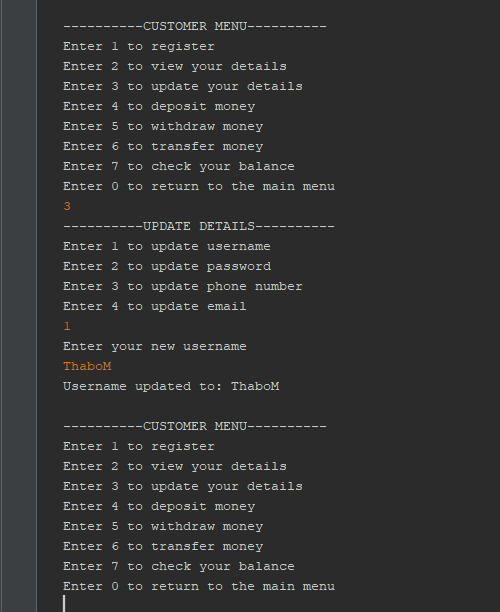 ----------CUSTOMER MENU----------
Enter 1 to register
Enter 2 to view your details
Enter 3 to update your details
Enter 4 to deposit money
Enter 5 to withdraw money
Enter 6 to transfer money
Enter 7 to check your balance
Enter 0 to return to the main menu
3
----------UPDATE DETAILS----------
Enter 1 to update username
Enter 2 to update password
Enter 3 to update phone number
Enter 4 to update email
1
Enter your new username
ThaboM
Username updated to: ThaboM
----------CUSTOMER MENU----------
Enter 1 to register
Enter 2 to view your details
Enter 3 to update your details
Enter 4 to deposit money
Enter 5 to withdraw money
Enter 6 to transfer money
Enter 7 to check your balance
Enter 0 to return to the main menu